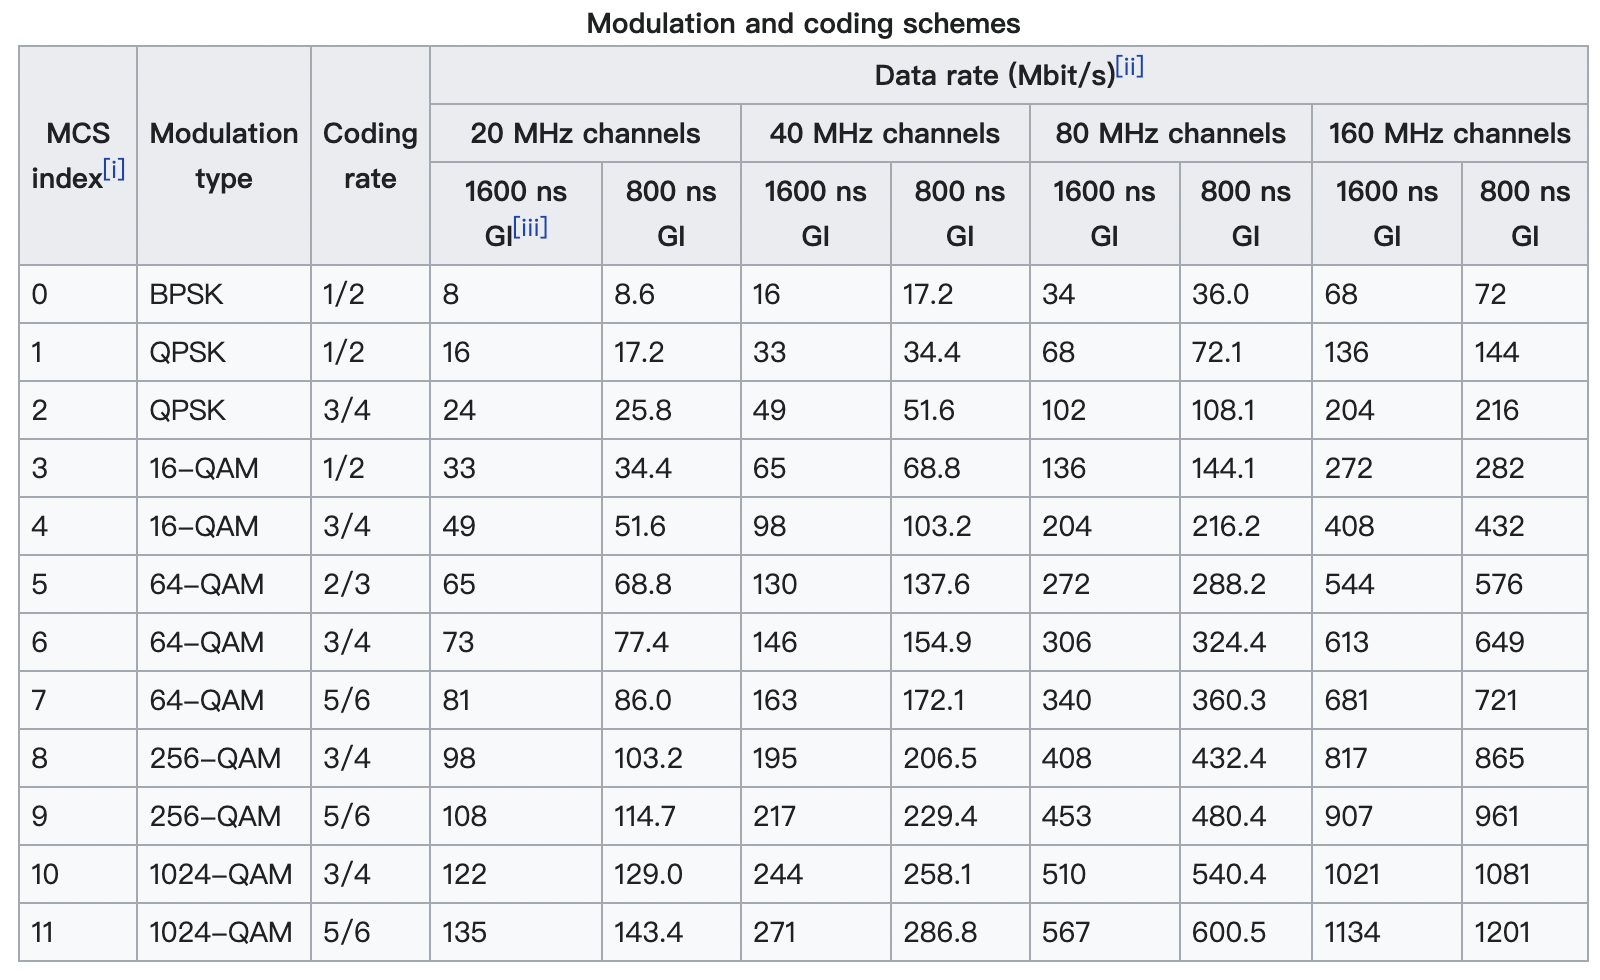 Modulation and coding schemes
MCS index[i] Modulation type Coding rate Data rate (Mbit/s)[ii]
20 MHz channels 40 MHz channels 80 MHz channels 160 MHz channels
1600 ns GI[iii] 800 ns GI 1600 ns GI 800 ns GI 1600 ns GI 800 ns GI 1600 ns GI 800 ns GI
0 BPSK 1/2 8 8.6 16 17.2 34 36.0 68 72
1 QPSK 1/2 16 17.2 33 34.4 68 72.1 136 144
2 QPSK 3/4 24 25.8 49 51.6 102 108.1 204 216
3 16–QAM 1/2 33 34.4 65 68.8 136 144.1 272 282
4 16–QAM 3/4 49 51.6 98 103.2 204 216.2 408 432
5 64–QAM 2/3 65 68.8 130 137.6 272 288.2 544 576
6 64–QAM 3/4 73 77.4 146 154.9 306 324.4 613 649
7 64–QAM 5/6 81 86.0 163 172.1 340 360.3 681 721
8 256–QAM 3/4 98 103.2 195 206.5 408 432.4 817 865
9 256–QAM 5/6 108 114.7 217 229.4 453 480.4 907 961
10 1024–QAM 3/4 122 129.0 244 258.1 510 540.4 1021 1081
11 1024–QAM 5/6 135 143.4 271 286.8 567 600.5 1134 1201